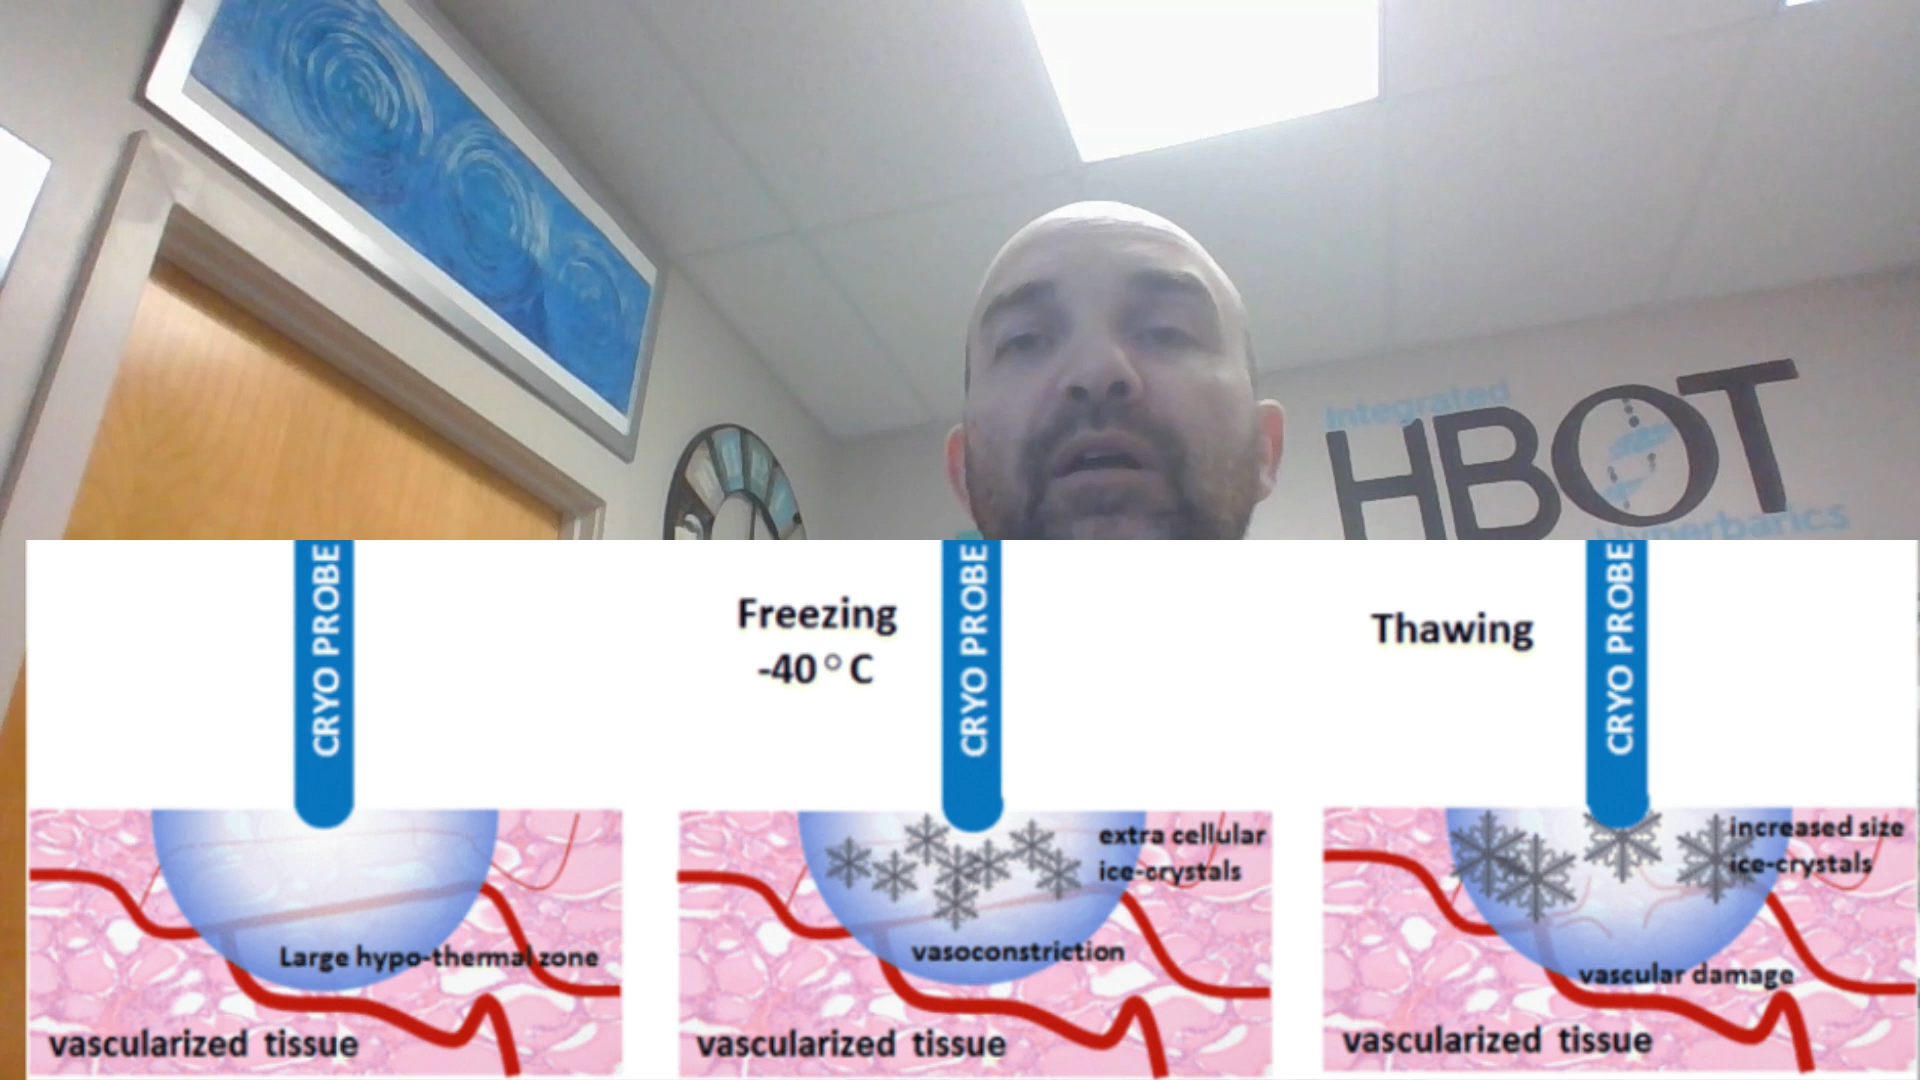 Integrated
HBOT
Hyperbarics
CRYO PROBE
Large hypo-thermal zone
vascularized tissue
Freezing
-40°C
CRYO PROBE
extra cellular
ice-crystals
vasoconstriction
vascularized tissue
Thawing
CRYO PROBE
increased size
ice-crystals
vascular damage
vascularized tissue